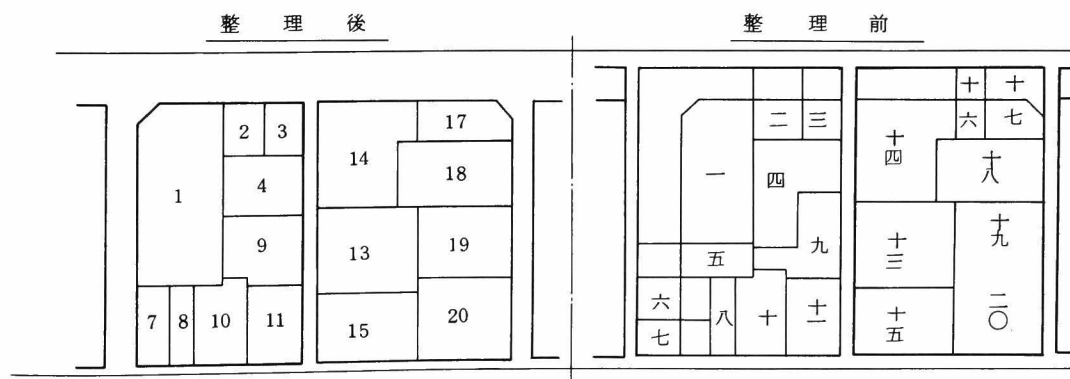 整理後
整理前
1
2
3
4
9
7
8
10
11
14
17
18
13
19
15
20
一
二
三
四
五
九
六
七
八
十
十一
十四
十六
十七
十八
十三
十九
十五
二〇